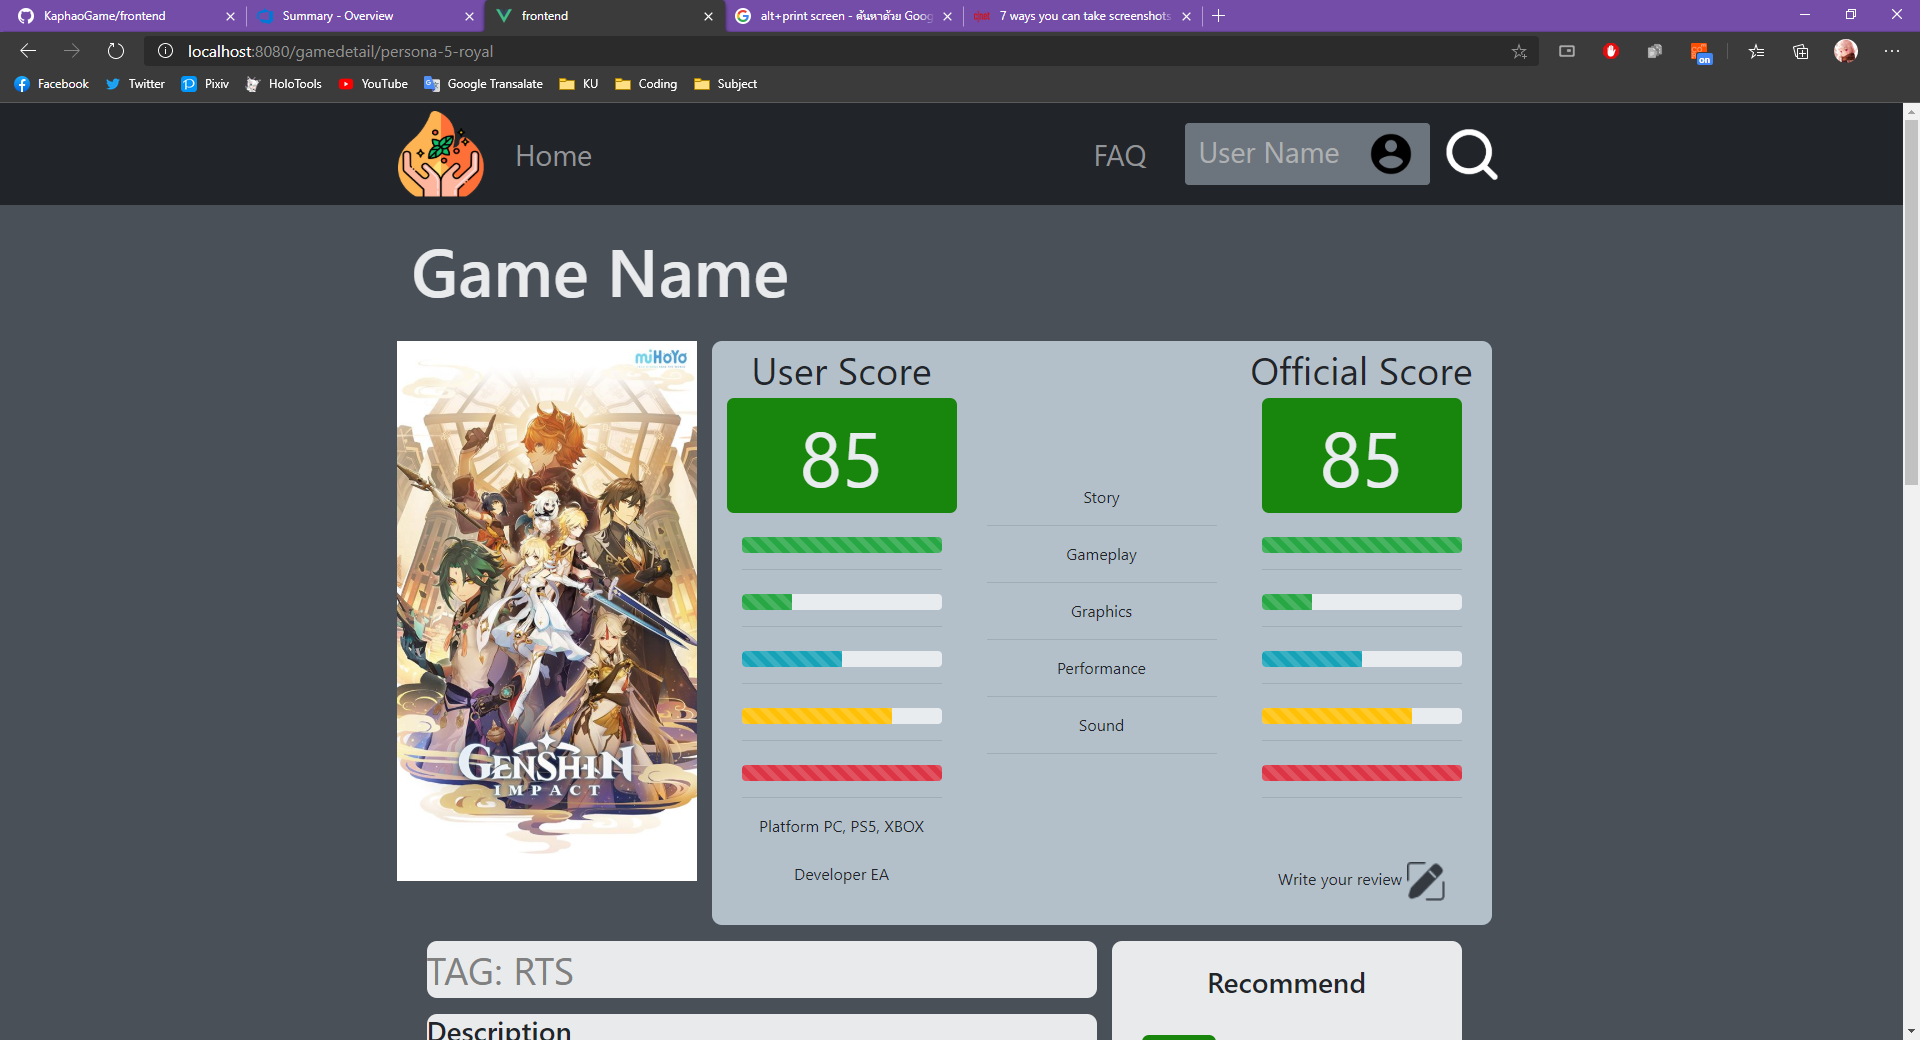 KaphaoGame/frontend
Summary - Overview
frontend
alt+print screen - ค้นหาด้วย Goog
7 ways you can take screenshots
localhost:8080/gamedetail/persona-5-royal
on
Facebook
Twitter
Pixiv
HoloTools
YouTube
Google Transalate
KU
Coding
Subject
Home
FAQ
User Name
Game Name
miHoYo
GENSHIN
IMPACT
User Score
Official Score
85
85
Story
Gameplay
Graphics
Performance
Sound
Platform PC, PS5, XBOX
Developer EA
Write your review
TAG: RTS
Recommend
Description